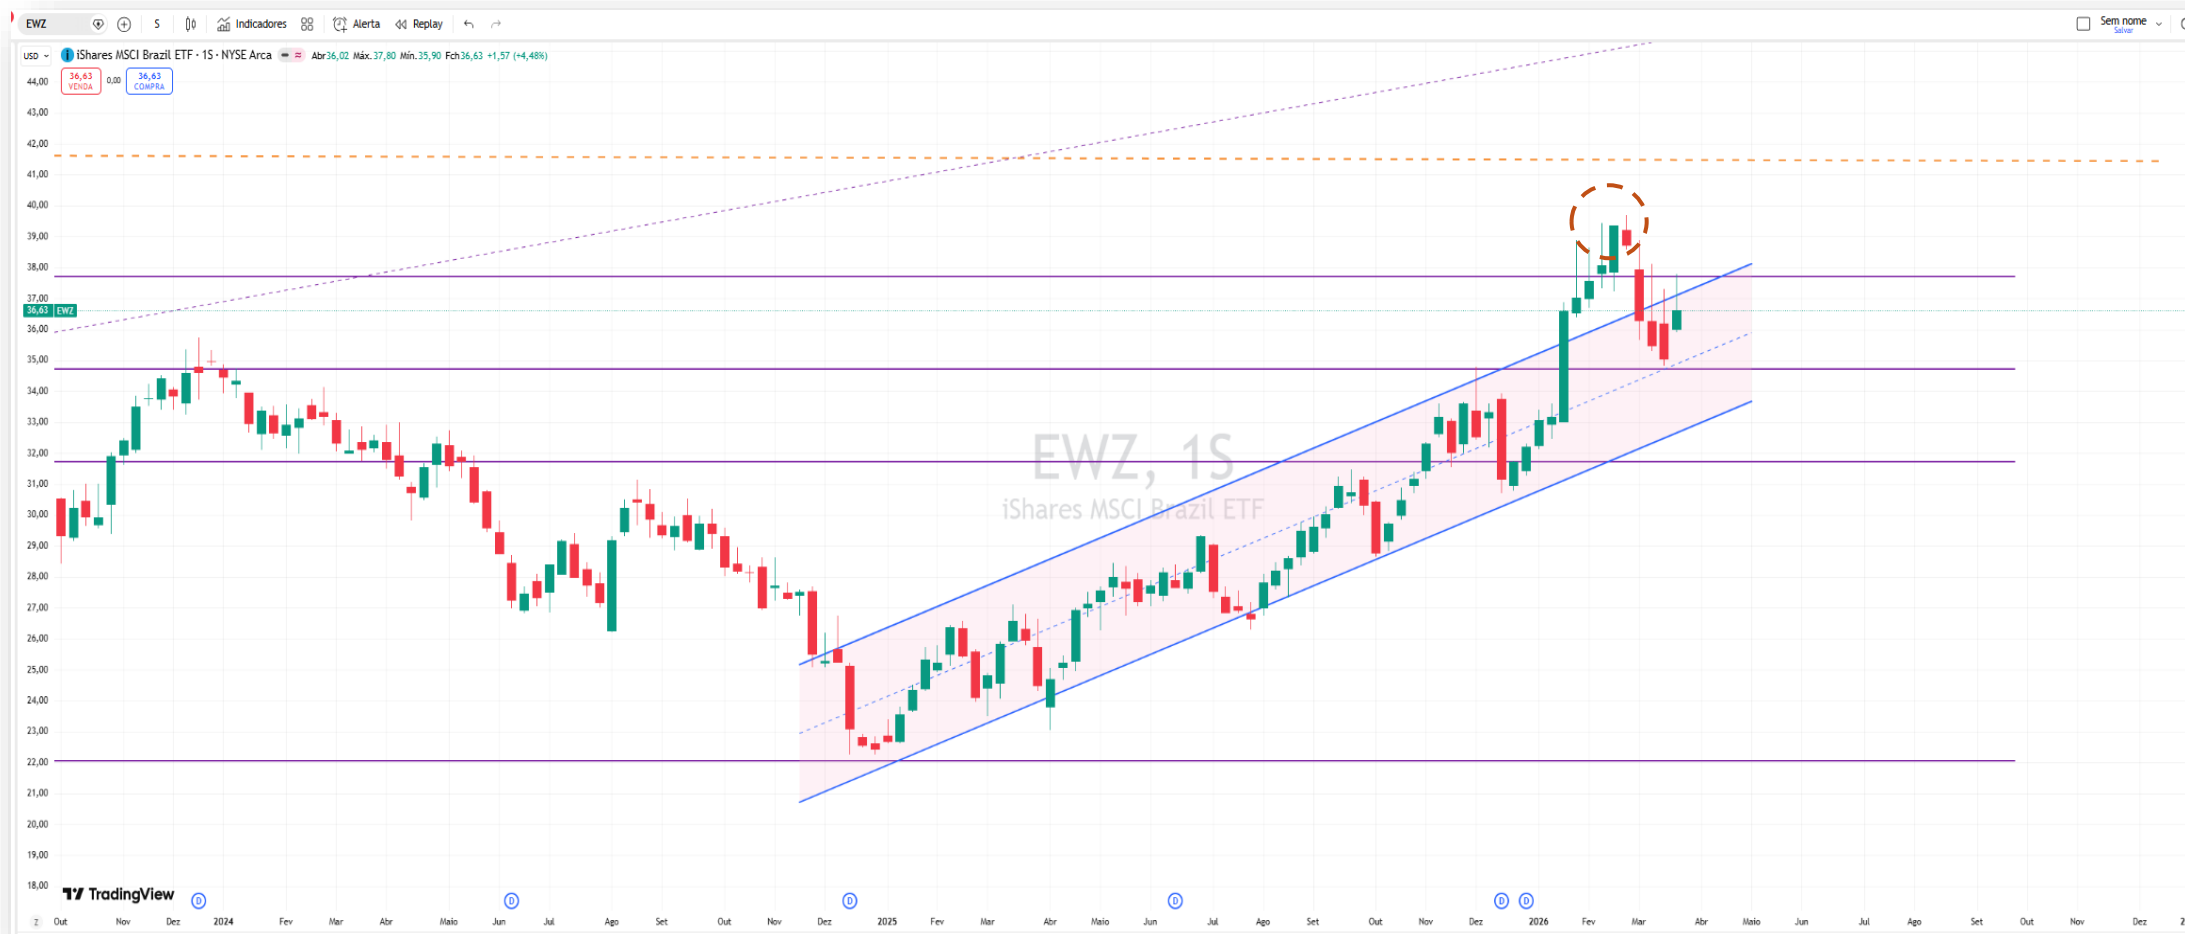 EWZ S Indicadores Alerta Replay Sem nome
Salvar
USD iShares MSCI Brazil ETF · 1S · NYSE Arca Abr36,02 Máx.37,80 Mín.35,90 Fch36,63 +1,57 (+4,48%)
36,63 0,00 36,63
VENDA COMPRA
44,00
43,00
42,00
41,00
40,00
39,00
38,00
37,00
36,63 EWZ
36,00
35,00
34,00
33,00
32,00
31,00
30,00
29,00
28,00
27,00
26,00
25,00
24,00
23,00
22,00
21,00
20,00
19,00
18,00
EWZ, 1S
iShares MSCI Brazil ETF
TradingView
D D D D D D
Z Out Nov Dez 2024 Fev Mar Abr Maio Jun Jul Ago Set Out Nov Dez 2025 Fev Mar Abr Maio Jun Jul Ago Set Out Nov Dez 2026 Fev Mar Abr Maio Jun Jul Ago Set Out Nov Dez